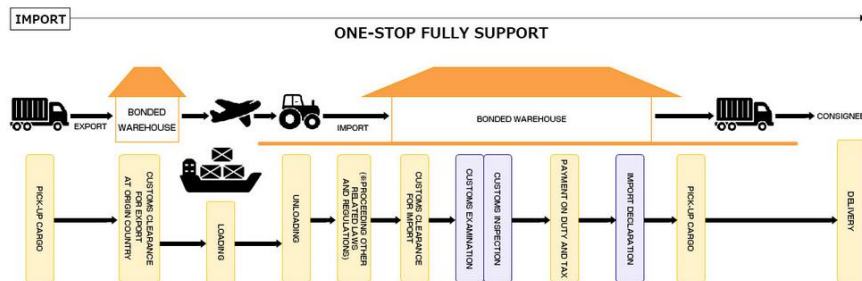 IMPORT
ONE-STOP FULLY SUPPORT
EXPORT
BONDED
WAREHOUSE
IMPORT
BONDED WAREHOUSE
CONSIGNEE
PICK-UP CARGO
CUSTOMS CLEARANCE
FOR EXPORT
AT ORIGIN COUNTRY
LOADING
UNLOADING
(※PROCEEDING OTHER
RELATED LAWS
AND REGULATIONS)
CUSTOMS CLEARANCE
FOR IMPORT
CUSTOMS EXAMINATION
CUSTOMS INSPECTION
PAYMENT ON DUTY AND TAX
IMPORT DECLARATION
PICK-UP CARGO
DELIVERY